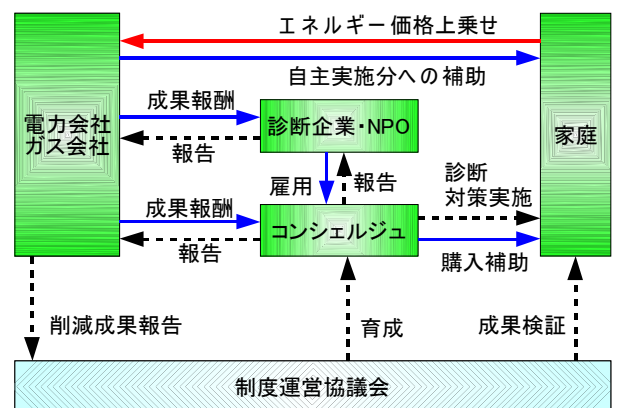 エネルギー価格上乗せ
自主実施分への補助
電力会社
ガス会社
成果報酬
報告
診断企業・NPO
家庭
雇用
報告
診断
対策実施
成果報酬
報告
コンシェルジュ
購入補助
削減成果報告
育成
成果検証
制度運営協議会